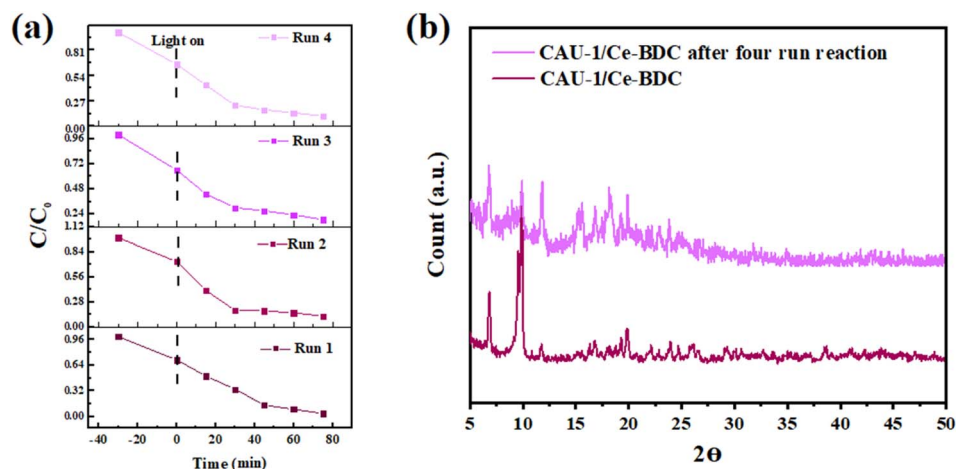 (a)
Light on
Run 4
0.81
0.54
0.27
0.00
Run 3
0.96
0.72
0.48
0.24
Run 2
1.12
0.84
0.56
0.28
0.00
Run 1
0.96
0.64
0.32
0.00
C/C0
-40 -20 0 20 40 60 80
Time (min)
(b)
CAU-1/Ce-BDC after four run reaction
CAU-1/Ce-BDC
Count (a.u.)
5 10 15 20 25 30 35 40 45 50
2ɵ